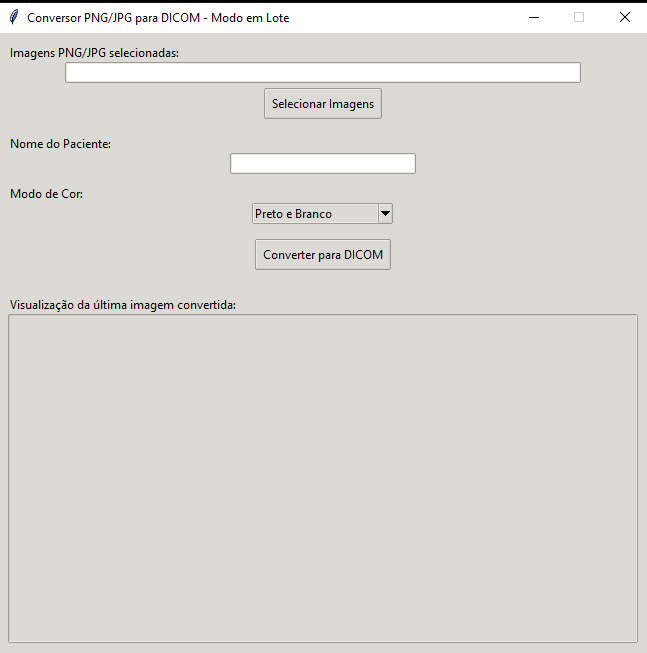 Conversor PNG/JPG para DICOM - Modo em Lote
Imagens PNG/JPG selecionadas:
Selecionar Imagens
Nome do Paciente:
Modo de Cor:
Preto e Branco
Converter para DICOM
Visualização da última imagem convertida: